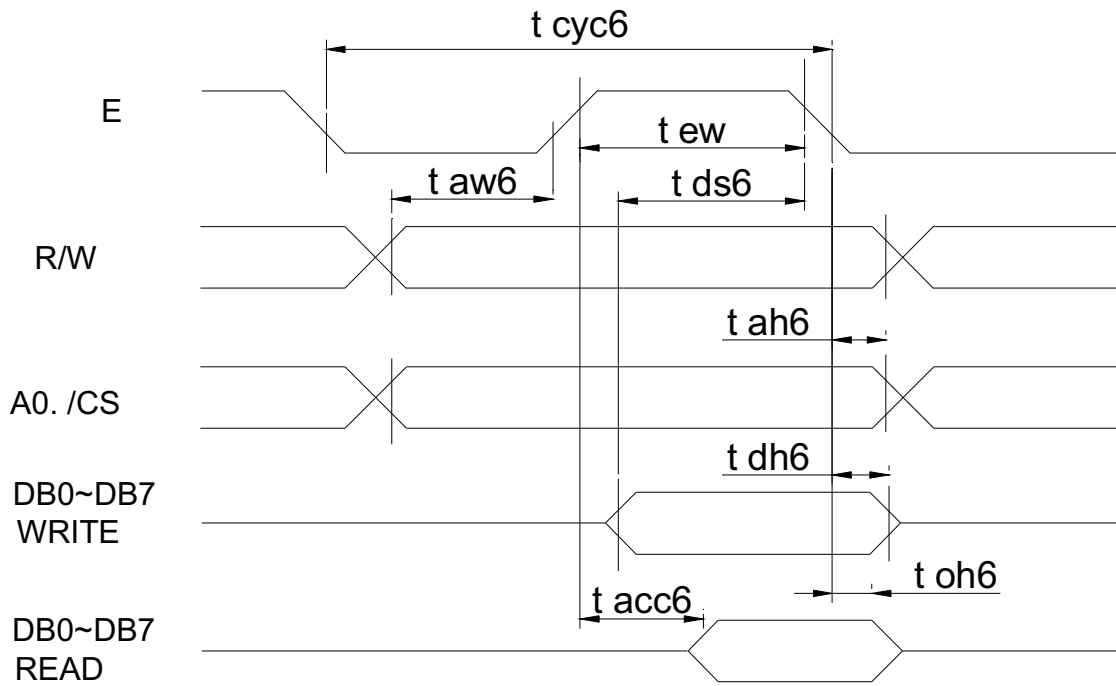 t cyc6
E
t ew
t aw6
t ds6
R/W
t ah6
A0. /CS
t dh6
DB0~DB7
WRITE
t oh6
t acc6
DB0~DB7
READ